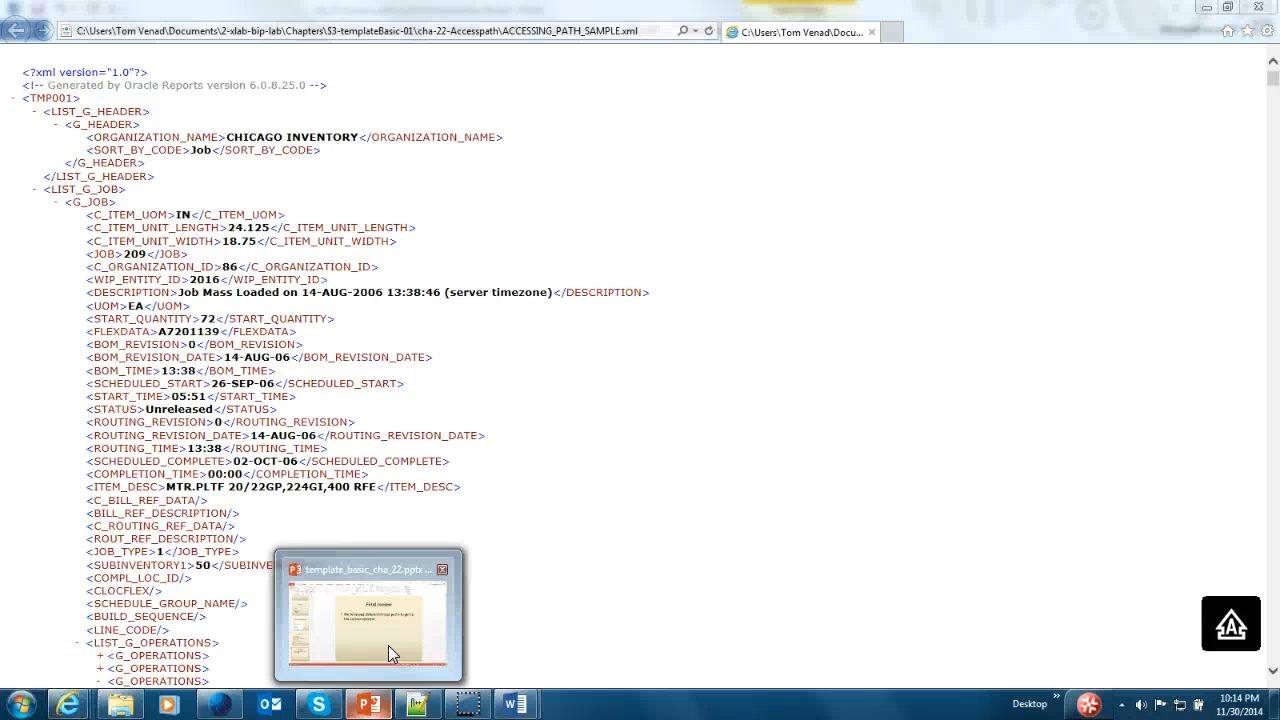 C:\Users\Tom Venad\Documents\2-xlab-bip-lab\Chapters\S3-templateBasic-01\cha-22-Accesspath\ACCESSING_PATH_SAMPLE.xml
C:\Users\Tom Venad\Docu...
<?xml version="1.0"?>
<!-- Generated by Oracle Reports version 6.0.8.25.0 -->
- <TMP001>
- <LIST_G_HEADER>
- <G_HEADER>
<ORGANIZATION_NAME>CHICAGO INVENTORY</ORGANIZATION_NAME>
<SORT_BY_CODE>Job</SORT_BY_CODE>
</G_HEADER>
</LIST_G_HEADER>
- <LIST_G_JOB>
- <G_JOB>
<C_ITEM_UOM>IN</C_ITEM_UOM>
<C_ITEM_UNIT_LENGTH>24.125</C_ITEM_UNIT_LENGTH>
<C_ITEM_UNIT_WIDTH>18.75</C_ITEM_UNIT_WIDTH>
<JOB>209</JOB>
<C_ORGANIZATION_ID>86</C_ORGANIZATION_ID>
<WIP_ENTITY_ID>2016</WIP_ENTITY_ID>
<DESCRIPTION>Job Mass Loaded on 14-AUG-2006 13:38:46 (server timezone)</DESCRIPTION>
<UOM>EA</UOM>
<START_QUANTITY>72</START_QUANTITY>
<FLEXDATA>A7201139</FLEXDATA>
<BOM_REVISION>0</BOM_REVISION>
<BOM_REVISION_DATE>14-AUG-06</BOM_REVISION_DATE>
<BOM_TIME>13:38</BOM_TIME>
<SCHEDULED_START>26-SEP-06</SCHEDULED_START>
<START_TIME>05:51</START_TIME>
<STATUS>Unreleased</STATUS>
<ROUTING_REVISION>0</ROUTING_REVISION>
<ROUTING_REVISION_DATE>14-AUG-06</ROUTING_REVISION_DATE>
<ROUTING_TIME>13:38</ROUTING_TIME>
<SCHEDULED_COMPLETE>02-OCT-06</SCHEDULED_COMPLETE>
<COMPLETION_TIME>00:00</COMPLETION_TIME>
<ITEM_DESC>MTR.PLTF 20/22GP,224GI,400 RFE</ITEM_DESC>
<C_BILL_REF_DATA/>
<BILL_REF_DESCRIPTION/>
<C_ROUTING_REF_DATA/>
<ROUT_REF_DESCRIPTION/>
<JOB_TYPE>1</JOB_TYPE>
<SUBINVENTORY1>50</SUBINVE
<COMPL_LOC_ID/>
<CLOCFLEX/>
<SCHEDULE_GROUP_NAME/>
<BUILD_SEQUENCE/>
<LINE_CODE/>
- <LIST_G_OPERATIONS>
+ <G_OPERATIONS>
+ <G_OPERATIONS>
- <G_OPERATIONS>
template_basic_cha_22.pptx ...
Final review
Desktop
10:14 PM
11/30/2014